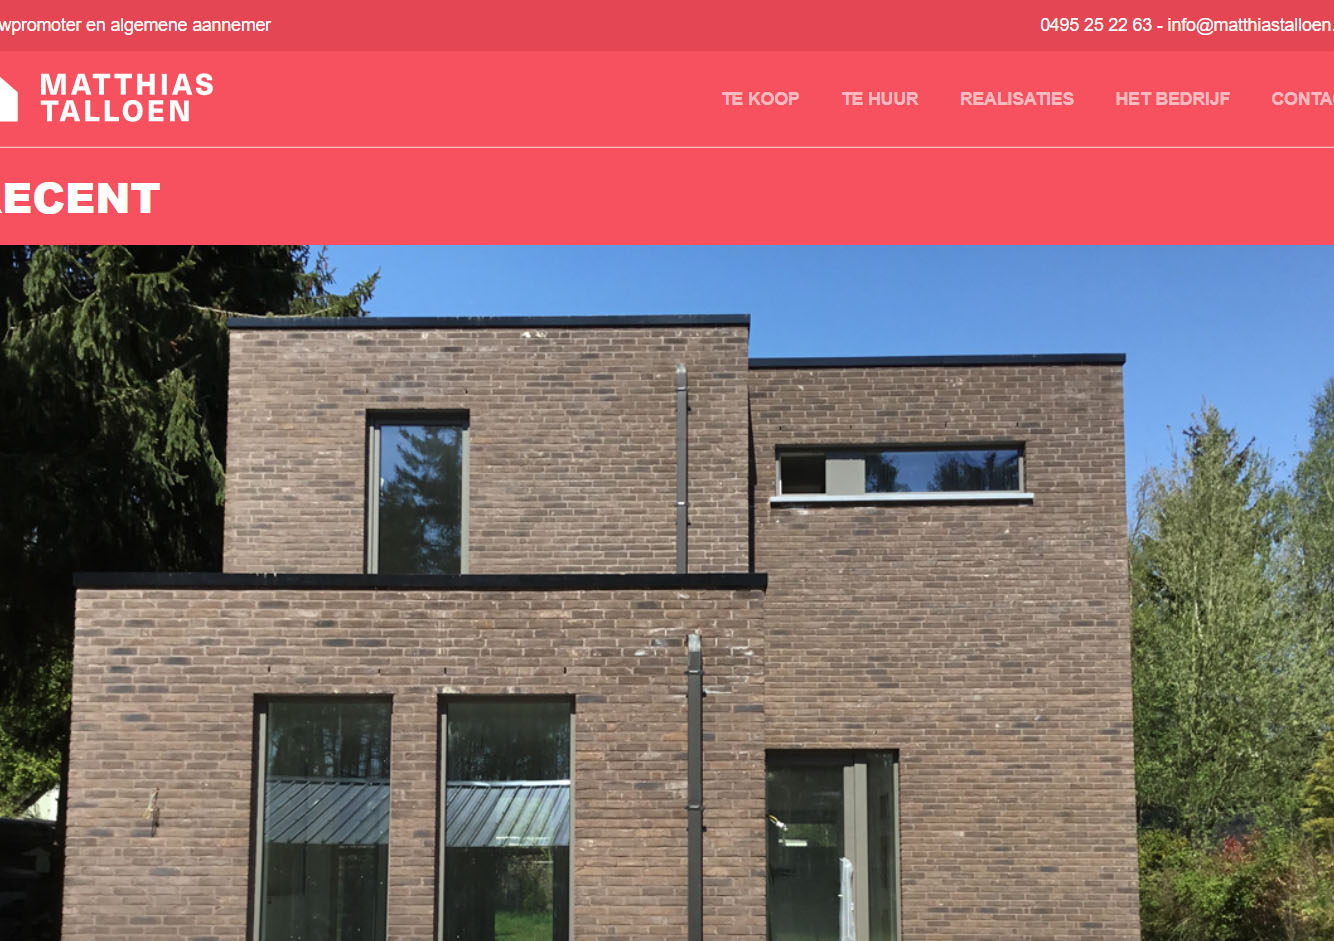 wpromoter en algemene aannemer
0495 25 22 63 - info@matthiastalloen.
MATTHIAS
TALLOEN
TE KOOP TE HUUR REALISATIES HET BEDRIJF CONTA
RECENT